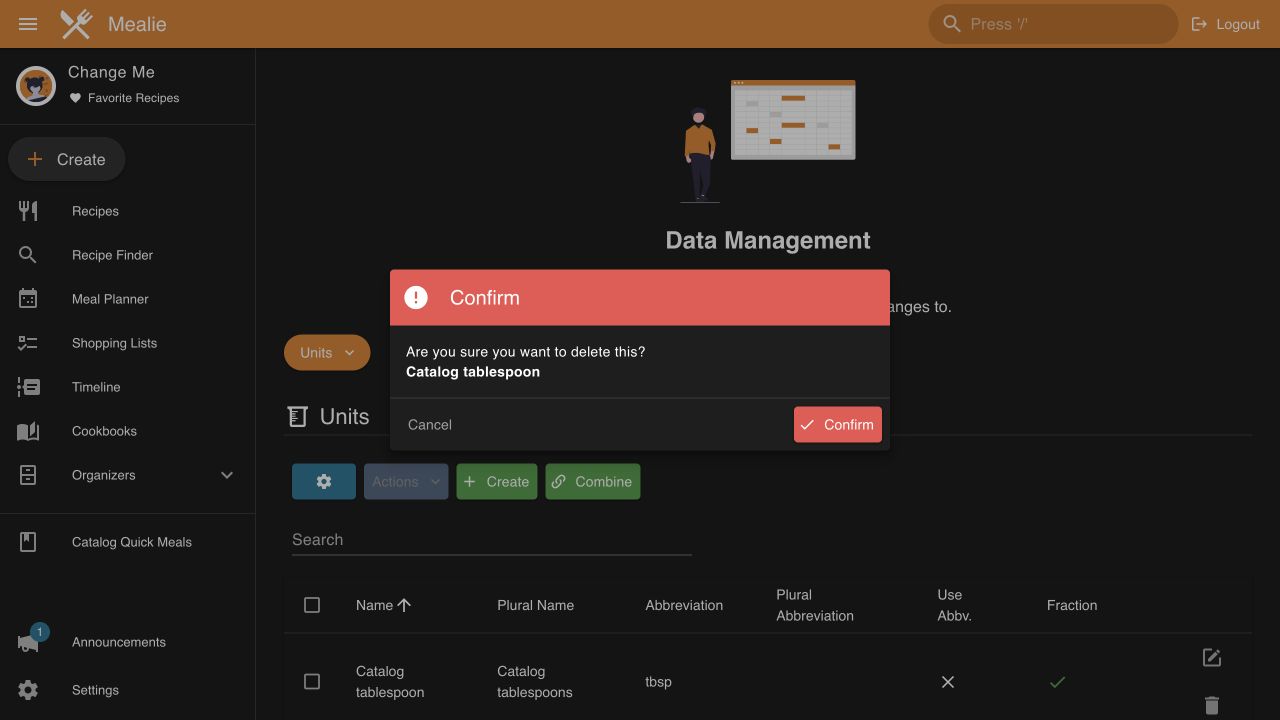 Mealie
Press '/'
Logout
Change Me
Favorite Recipes
Create
Recipes
Recipe Finder
Meal Planner
Shopping Lists
Timeline
Cookbooks
Organizers
Catalog Quick Meals
1
Announcements
Settings
Data Management
anges to.
Units
Confirm
Are you sure you want to delete this?
Catalog tablespoon
Cancel
Confirm
Units
Actions
Create
Combine
Search
Name
Plural Name
Abbreviation
Plural
Abbreviation
Use
Abbv.
Fraction
Catalog
tablespoon
Catalog
tablespoons
tbsp